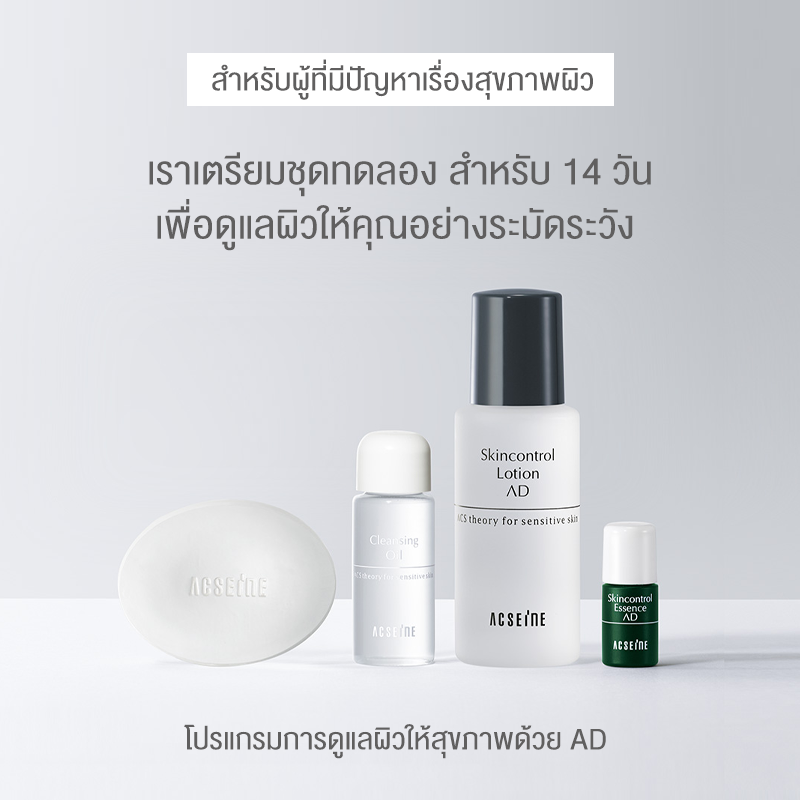 สำหรับผู้ที่มีปัญหาเรื่องสุขภาพผิว
เราเตรียมชุดทดลอง สำหรับ 14 วัน
เพื่อดูแลผิวให้คุณอย่างระมัดระวัง
ACSEINE
Cleansing
Oil
ACS theory for sensitive skin
ACSEINE
Skincontrol
Lotion
AD
ACS theory for sensitive skin
ACSEINE
Skincontrol
Essence
AD
ACSEINE
โปรแกรมการดูแลผิวให้สุขภาพด้วย AD